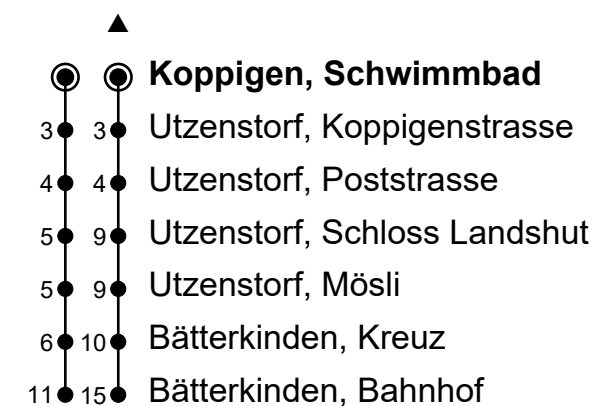 ▲
Koppigen, Schwimmbad
3 3 Utzenstorf, Koppigenstrasse
4 4 Utzenstorf, Poststrasse
5 9 Utzenstorf, Schloss Landshut
5 9 Utzenstorf, Mösli
6 10 Bätterkinden, Kreuz
11 15 Bätterkinden, Bahnhof